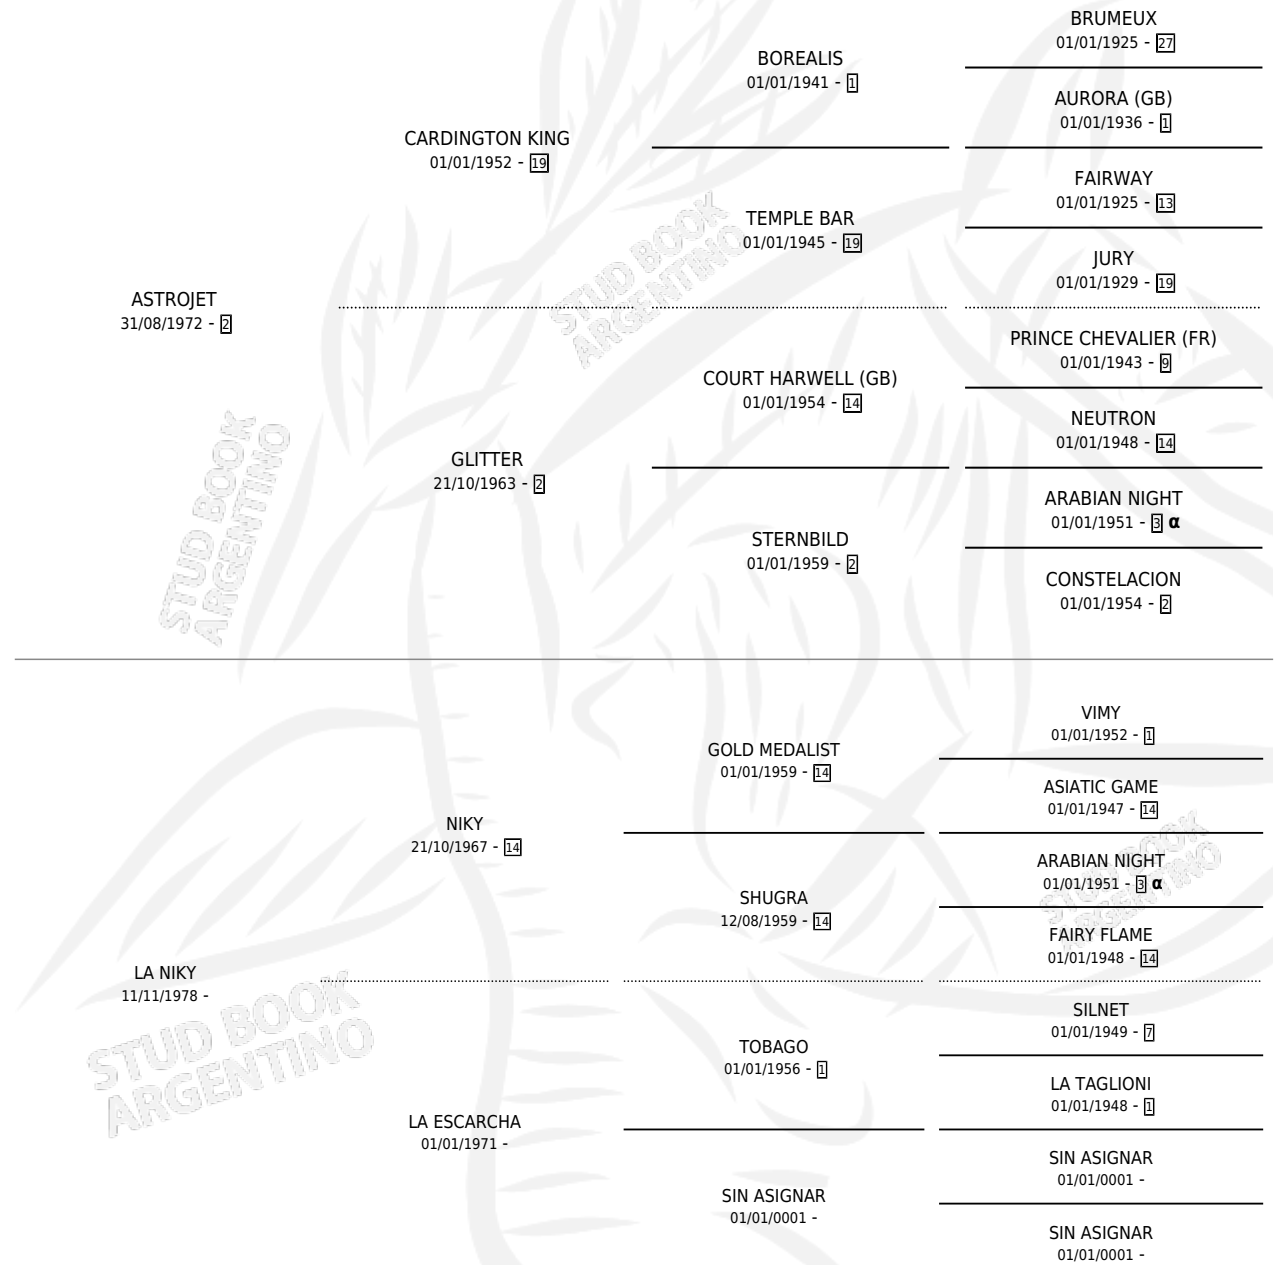 BRUMEUX
01/01/1925 - 27
BOREALIS
01/01/1941 - 1
AURORA (GB)
01/01/1936 - 1
CARDINGTON KING
01/01/1952 - 19
FAIRWAY
01/01/1925 - 13
TEMPLE BAR
01/01/1945 - 19
JURY
01/01/1929 - 19
ASTROJET
31/08/1972 - 2
PRINCE CHEVALIER (FR)
01/01/1943 - 9
COURT HARWELL (GB)
01/01/1954 - 14
NEUTRON
01/01/1948 - 14
GLITTER
21/10/1963 - 2
ARABIAN NIGHT
01/01/1951 - 3 α
STERNBILD
01/01/1959 - 2
CONSTELACION
01/01/1954 - 2
STUD BOOK
ARGENTINO
STUD BOOK
ARGENTINO
VIMY
01/01/1952 - 1
GOLD MEDALIST
01/01/1959 - 14
ASIATIC GAME
01/01/1947 - 14
NIKY
21/10/1967 - 14
ARABIAN NIGHT
01/01/1951 - 3 α
SHUGRA
12/08/1959 - 14
FAIRY FLAME
01/01/1948 - 14
STUD BOOK
ARGENTINO
LA NIKY
11/11/1978 -
SILNET
01/01/1949 - 7
TOBAGO
01/01/1956 - 1
LA TAGLIONI
01/01/1948 - 1
LA ESCARCHA
01/01/1971 -
SIN ASIGNAR
01/01/0001 -
SIN ASIGNAR
01/01/0001 -
SIN ASIGNAR
01/01/0001 -
STUD BOOK
ARGENTINO